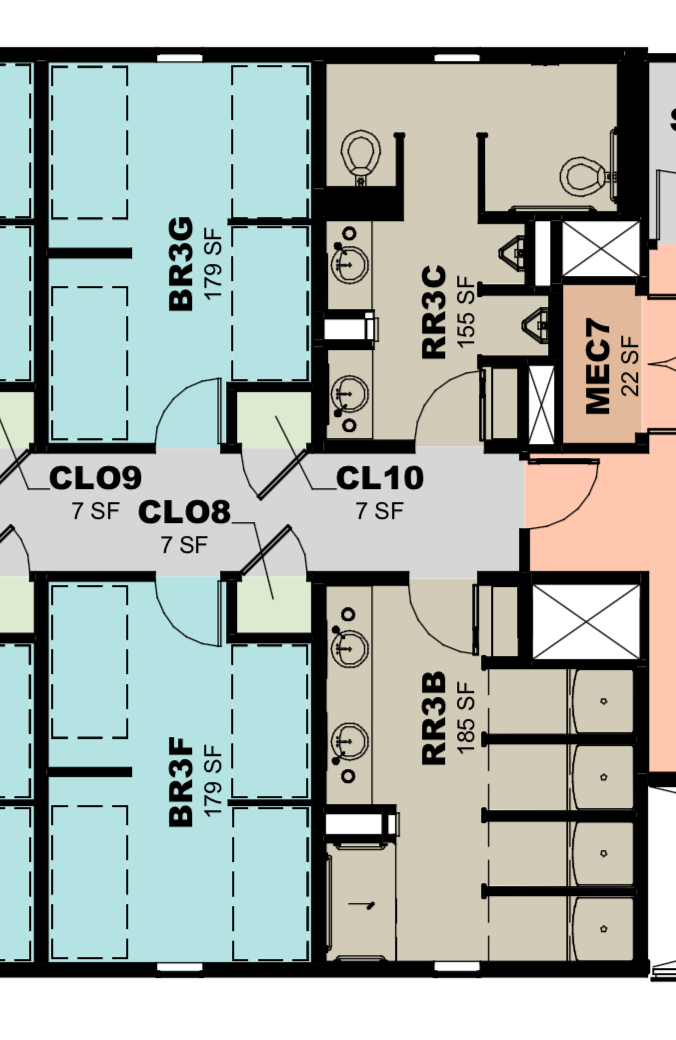 BR3G
179 SF
RR3C
155 SF
MEC7
22 SF
CLO9
7 SF
CLO8
7 SF
CL10
7 SF
BR3F
179 SF
RR3B
185 SF